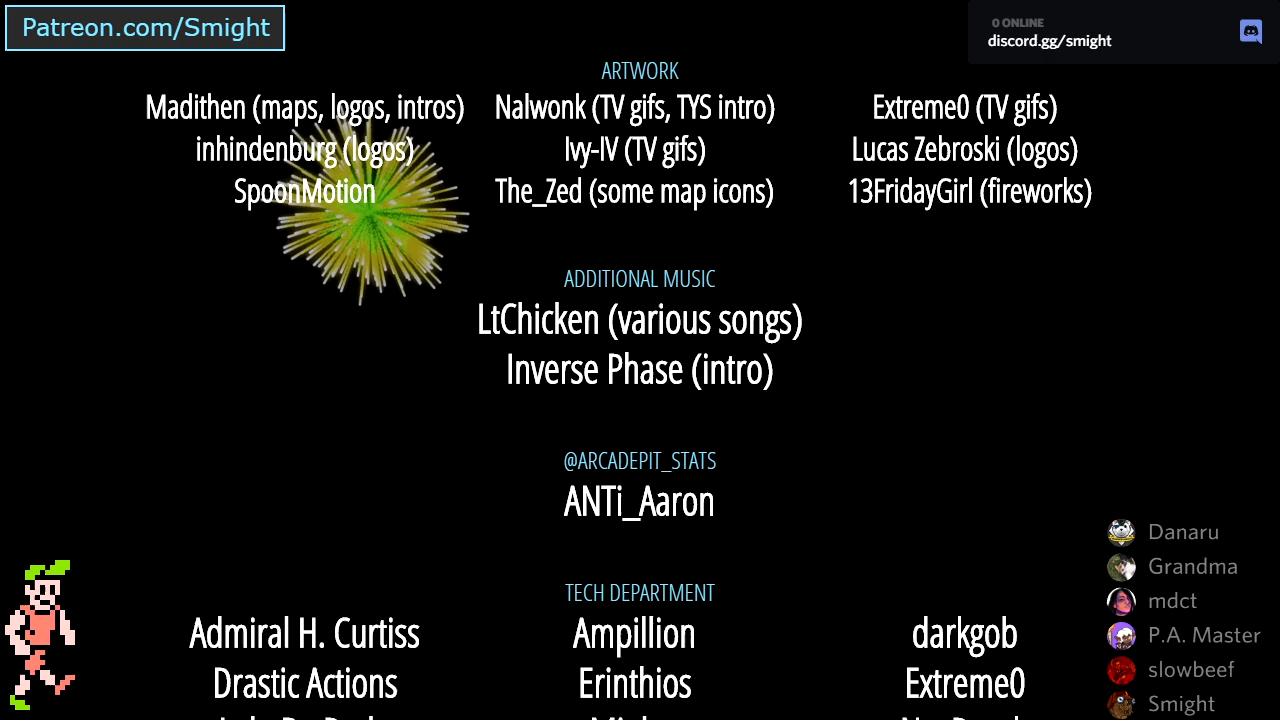 Patreon.com/Smight
0 ONLINE
discord.gg/smight
ARTWORK
Madithen (maps, logos, intros) Nalwonk (TV gifs, TYS intro) Extreme0 (TV gifs)
inhindenburg (logos) Ivy-IV (TV gifs) Lucas Zebroski (logos)
SpoonMotion The_Zed (some map icons) 13FridayGirl (fireworks)
ADDITIONAL MUSIC
LtChicken (various songs)
Inverse Phase (intro)
@ARCADEPIT_STATS
ANTi_Aaron
TECH DEPARTMENT
Admiral H. Curtiss Ampillion darkgob
Drastic Actions Erinthios Extreme0
Danaru
Grandma
mdct
P.A. Master
slowbeef
Smight